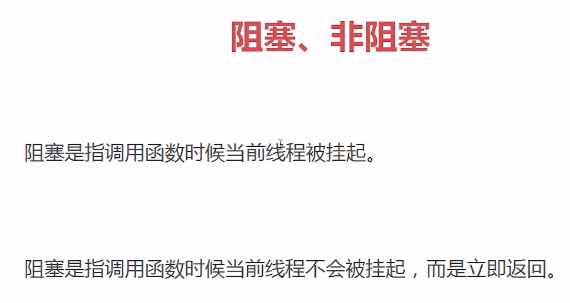 阻塞、非阻塞
阻塞是指调用函数时候当前线程被挂起。
阻塞是指调用函数时候当前线程不会被挂起，而是立即返回。